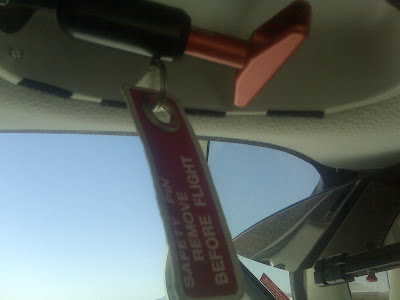 SAFETY PIN
REMOVE
BEFORE FLIGHT